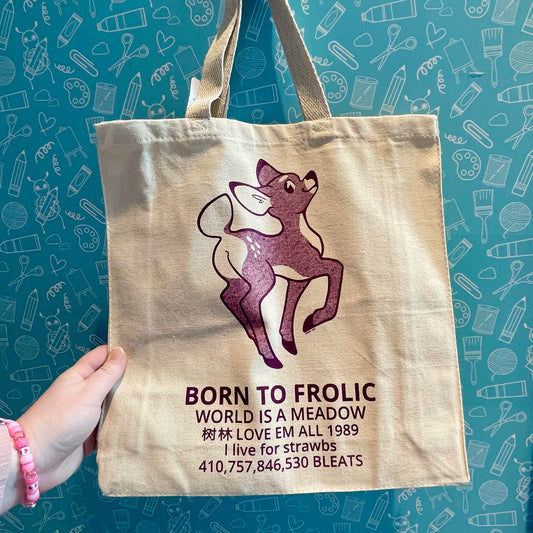 BORN TO FROLIC
WORLD IS A MEADOW
树林 LOVE EM ALL 1989
I live for strawbs
410,757,846,530 BLEATS